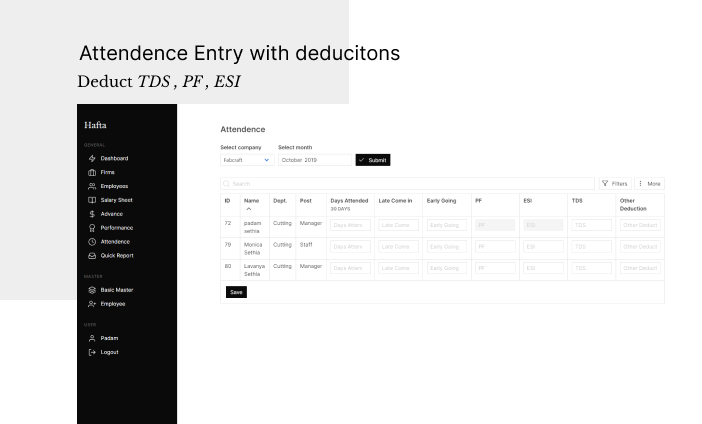 Attendence Entry with deducitons
Deduct TDS , PF , ESI
Hafta
GENERAL
Dashboard
Firms
Employees
Salary Sheet
Advance
Performance
Attendence
Quick Report
MASTER
Basic Master
Employee
USER
Padam
Logout
Attendence
Select company Select month
Fabcraft October 2019 Submit
Search Filters More
ID Name Dept. Post Days Attended Late Come in Early Going PF ESI TDS Other
30 DAYS Deduction
72 padam Cutting Manager Days Atten Late Come Early Going PF ESI TDS Other Deduct
sethia
79 Monica Cutting Staff Days Atten Late Come Early Going PF ESI TDS Other Deduct
Sethia
80 Lavanya Cutting Manager Days Atten Late Come Early Going PF ESI TDS Other Deduct
Sethia
Save